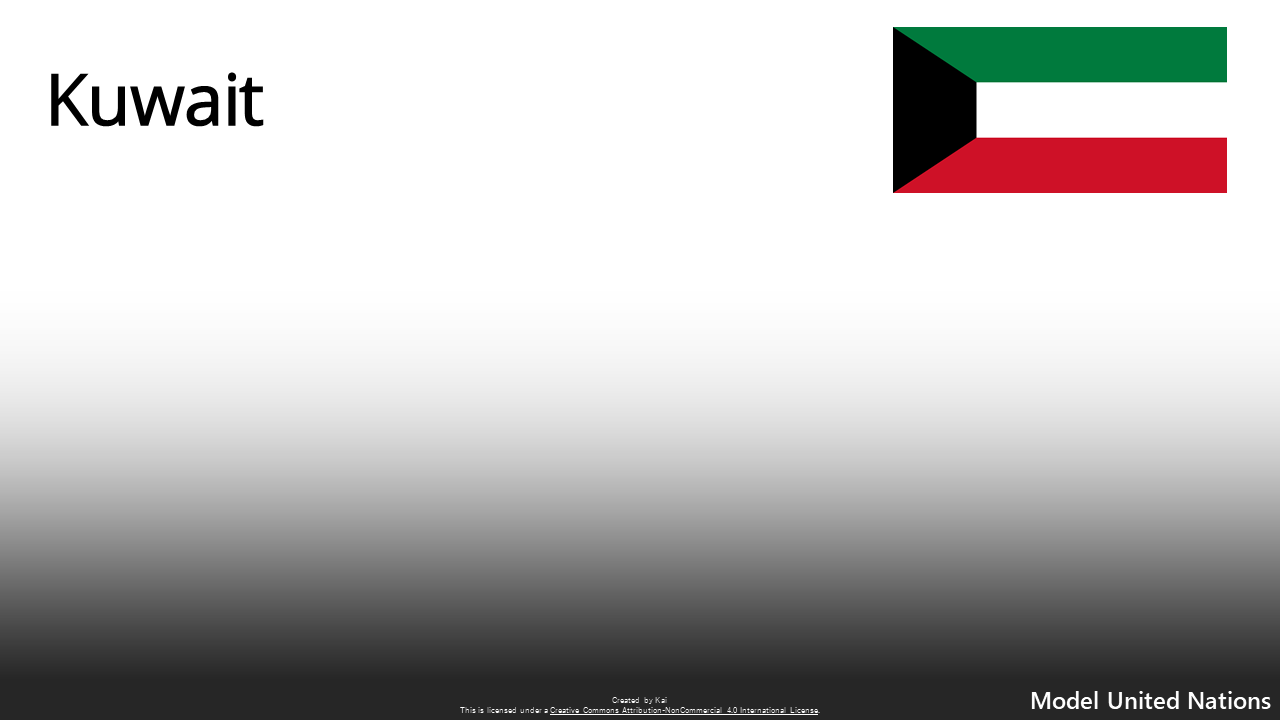 Kuwait
Created by Kai
This is licensed under a Creative Commons Attribution-NonCommercial 4.0 International License.
Model United Nations